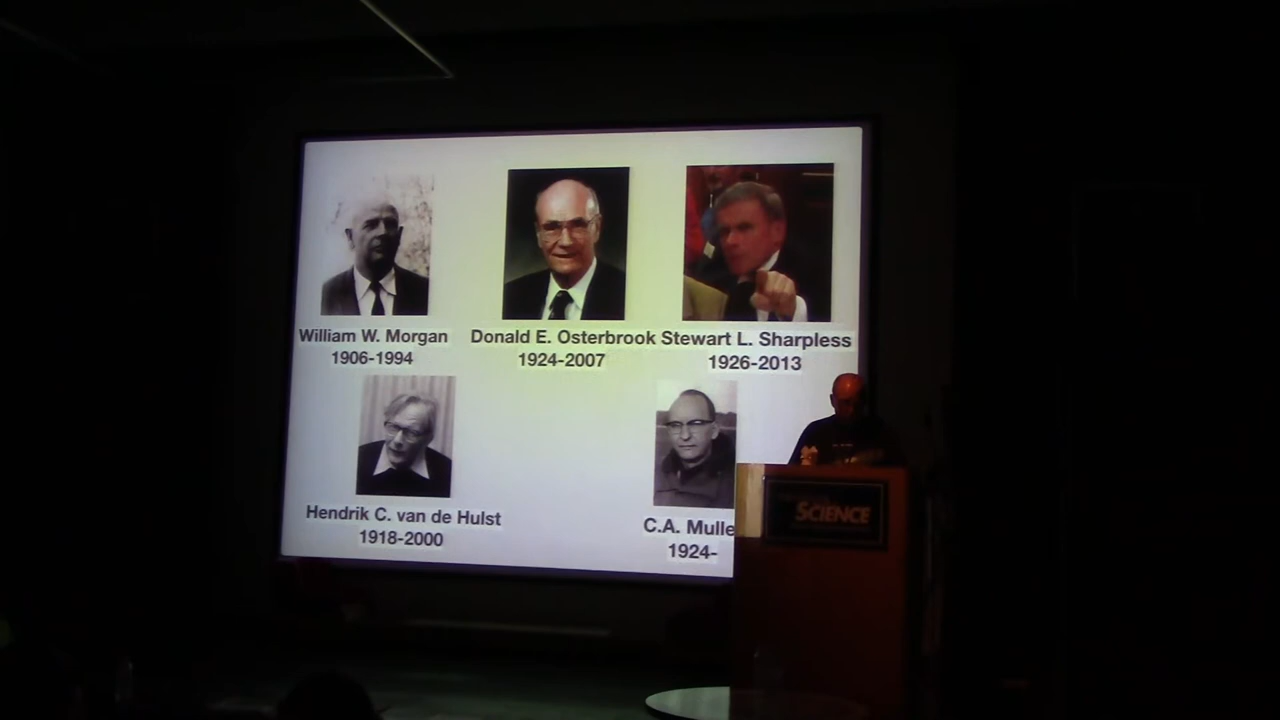 William W. Morgan
1906-1994
Donald E. Osterbrook
1924-2007
Stewart L. Sharpless
1926-2013
Hendrik C. van de Hulst
1918-2000
C.A. Mulle
1924-
SCIENCE